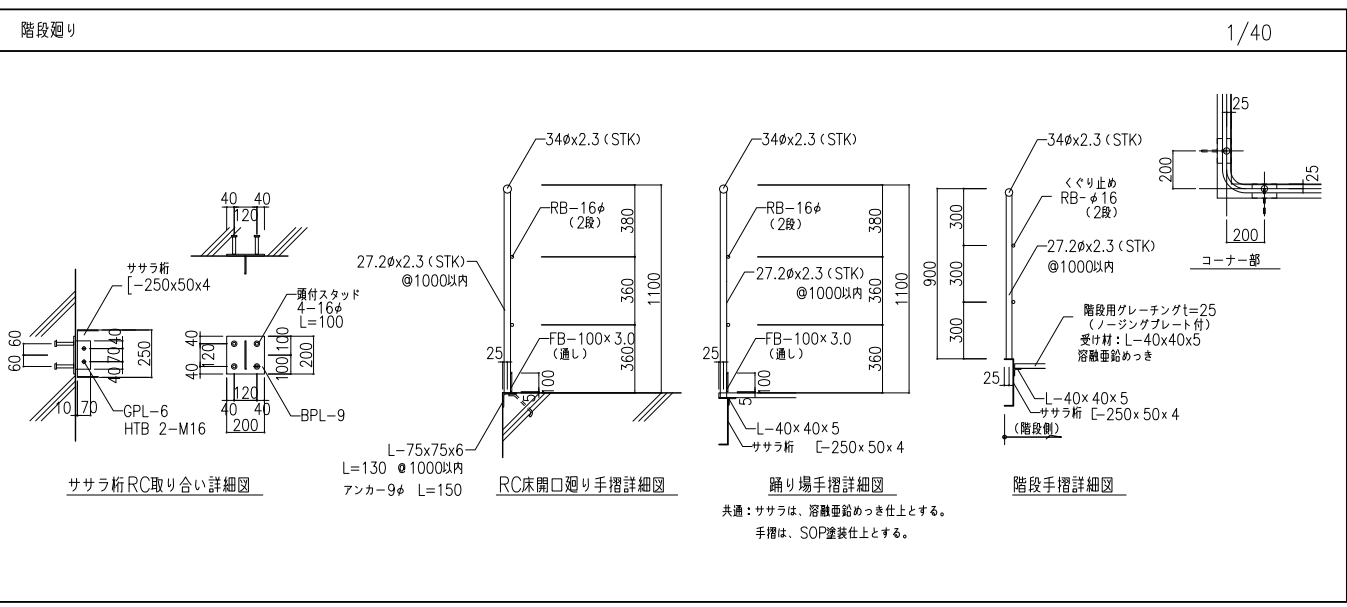 階段廻り
1/40
40 40
120
ササラ桁
[-250x50x4
60
60
40
70
40
250
10 70
GPL-6
HTB 2-M16
頭付スタッド
4-16φ
L=100
40
120
40
100
100
200
120
40 40
200
BPL-9
ササラ桁RC取り合い詳細図
34φx2.3(STK)
RB-16φ
(2段)
27.2φx2.3(STK)
@1000以内
FB-100×3.0
(通し)
25
100
5
380
360
360
1100
L-75x75x6
L=130 @1000以内
アンカー9φ L=150
RC床開口廻り手摺詳細図
34φx2.3(STK)
RB-16φ
(2段)
27.2φx2.3(STK)
@1000以内
FB-100×3.0
(通し)
25
100
5
380
360
360
1100
L-40×40×5
ササラ桁 [-250×50×4
踊り場手摺詳細図
共通:ササラは、溶融亜鉛めっき仕上とする。
手摺は、SOP塗装仕上とする。
34φx2.3(STK)
くぐり止め
RB-φ16
(2段)
27.2φx2.3(STK)
@1000以内
300
300
300
900
階段用グレーチングt=25
(ノージングプレート付)
受け材:L-40x40x5
溶融亜鉛めっき
25
L-40×40×5
ササラ桁 [-250×50×4
(階段側)
階段手摺詳細図
25
25
200
200
コーナー部